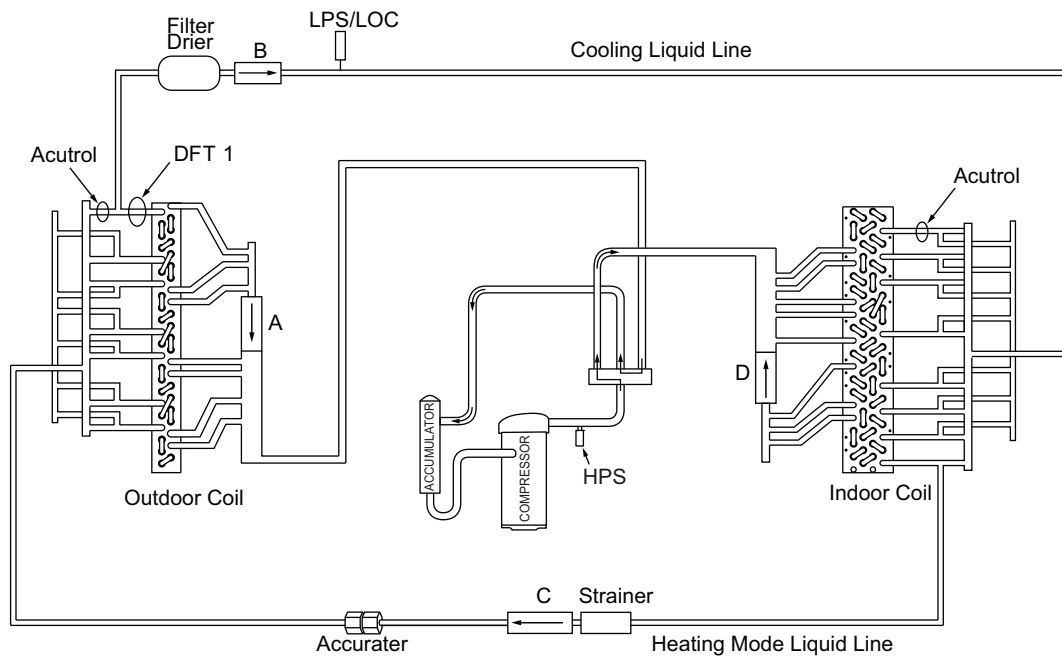 LPS/LOC
Filter
Drier
B
Cooling Liquid Line
Acutrol
DFT 1
Acutrol
A
D
ACCUMULATOR
COMPRESSOR
HPS
Outdoor Coil
Indoor Coil
C
Strainer
Accurater
Heating Mode Liquid Line